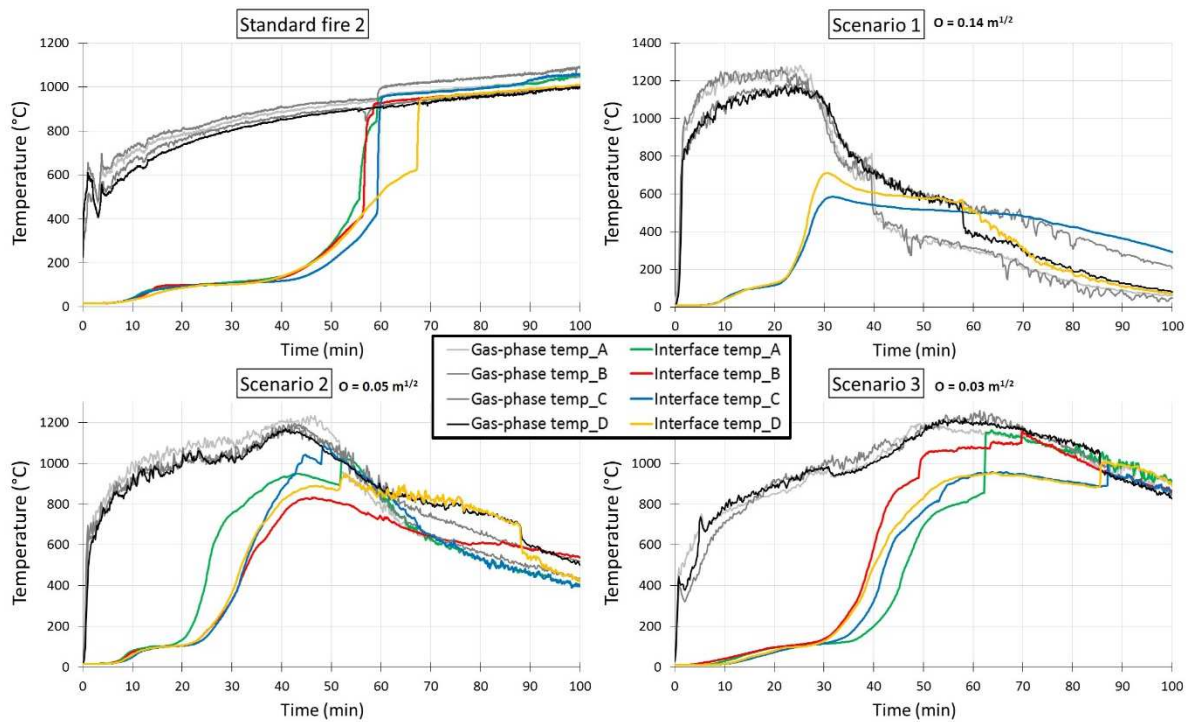 Standard fire 2
1200
1000
800
600
400
200
0
Temperature (°C)
0 10 20 30 40 50 60 70 80 90 100
Time (min)
Scenario 1 O = 0.14 m1/2
1400
1200
1000
800
600
400
200
0
Temperature (°C)
0 10 20 30 40 50 60 70 80 90 100
Time (min)
Gas-phase temp_A Interface temp_A
Gas-phase temp_B Interface temp_B
Gas-phase temp_C Interface temp_C
Gas-phase temp_D Interface temp_D
Scenario 2 O = 0.05 m1/2
1200
1000
800
600
400
200
0
Temperature (°C)
0 10 20 30 40 50 60 70 80 90 100
Time (min)
Scenario 3 O = 0.03 m1/2
1200
1000
800
600
400
200
0
Temperature (°C)
0 10 20 30 40 50 60 70 80 90 100
Time (min)